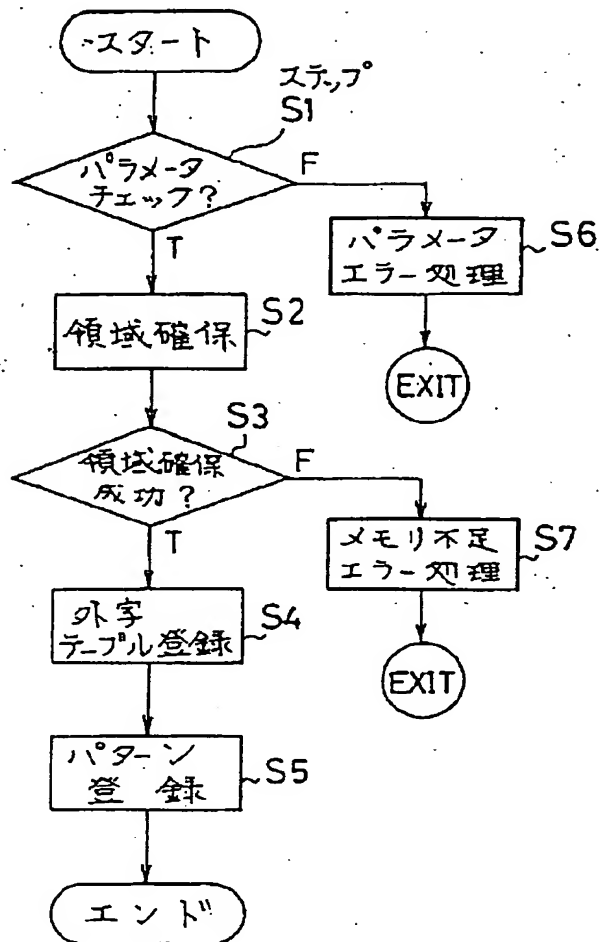 スタート
ステップ
S1
パラメータ
チェック?
F
T
パラメータ
エラー処理
S6
EXIT
領域確保
S2
S3
領域確保
成功?
F
T
メモリ不足
エラー処理
S7
EXIT
外字
テーブル登録
S4
パターン
登録
S5
エンド